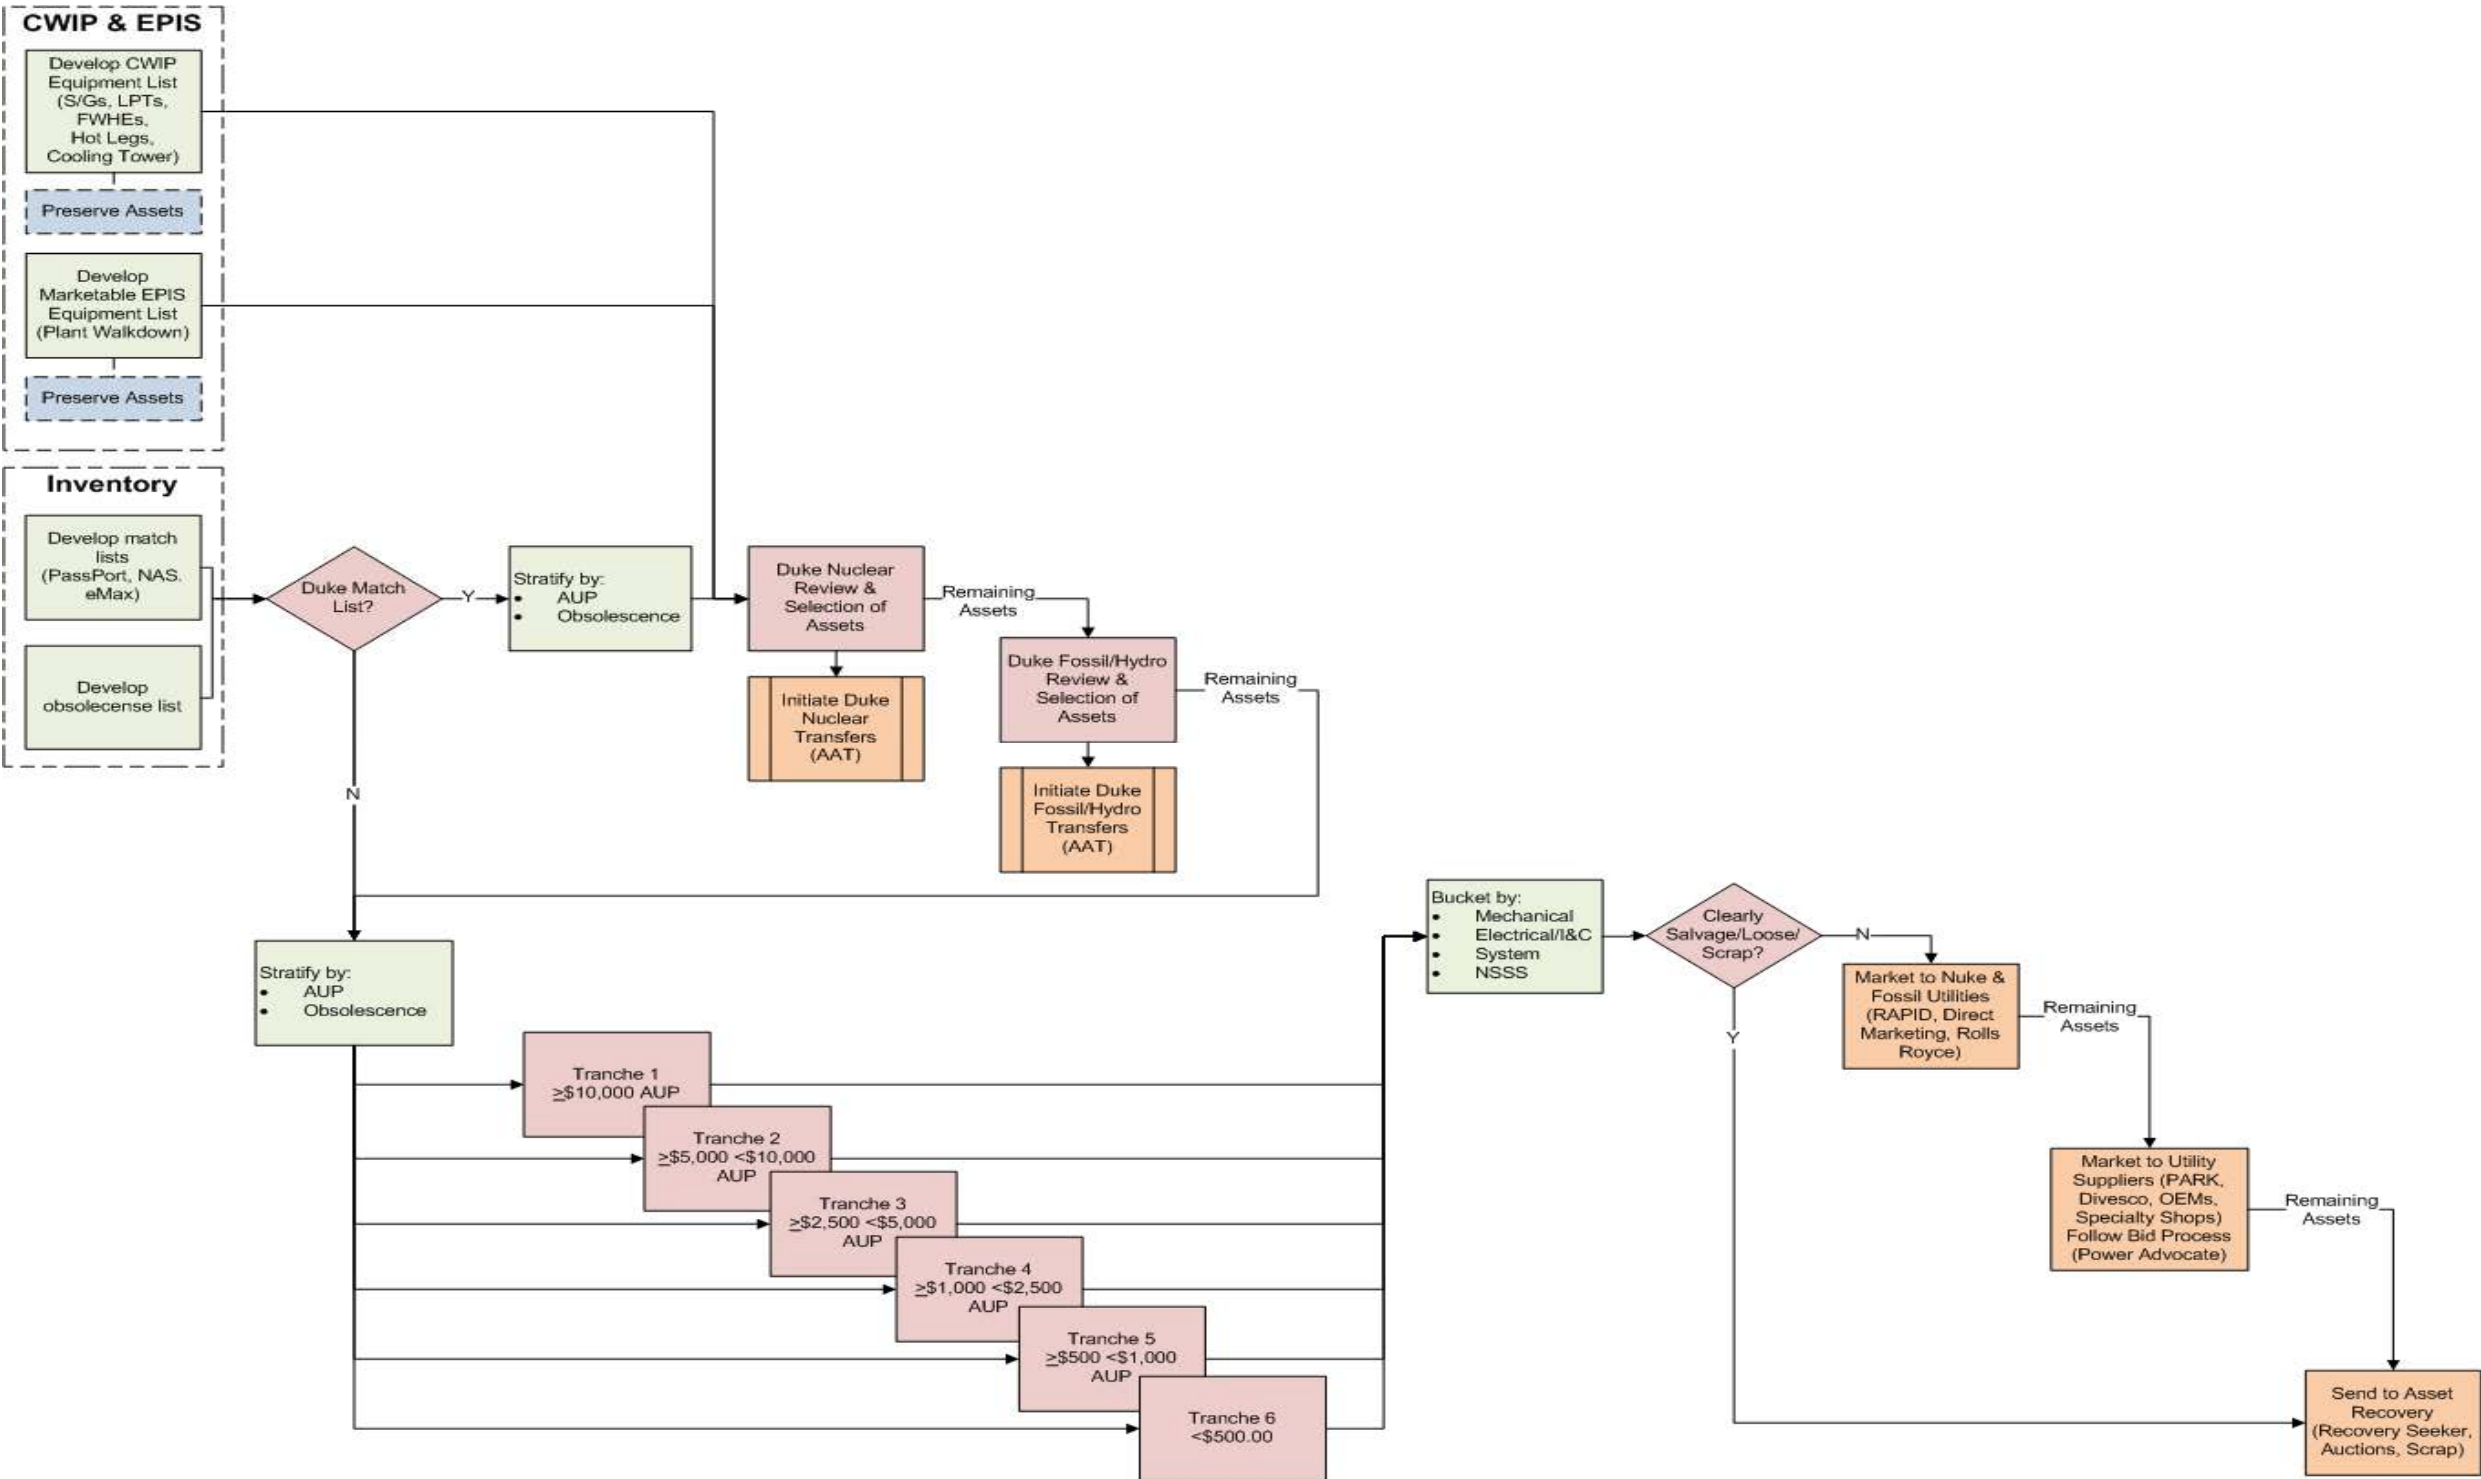 CWIP & EPIS
Develop CWIP
Equipment List
(S/Gs, LPTs,
FWHEs,
Hot Legs,
Cooling Tower)
Preserve Assets
Develop
Marketable EPIS
Equipment List
(Plant Walkdown)
Preserve Assets
Inventory
Develop match
lists
(PassPort, NAS.
eMax)
Develop
obsolecense list
Duke Match
List?
Y
N
Stratify by:
• AUP
• Obsolescence
Duke Nuclear
Review &
Selection of
Assets
Remaining
Assets
Initiate Duke
Nuclear
Transfers
(AAT)
Duke Fossil/Hydro
Review &
Selection of
Assets
Remaining
Assets
Initiate Duke
Fossil/Hydro
Transfers
(AAT)
Stratify by:
• AUP
• Obsolescence
Tranche 1
≥$10,000 AUP
Tranche 2
≥$5,000 <$10,000
AUP
Tranche 3
≥$2,500 <$5,000
AUP
Tranche 4
≥$1,000 <$2,500
AUP
Tranche 5
≥$500 <$1,000
AUP
Tranche 6
<$500.00
Bucket by:
• Mechanical
• Electrical/I&C
• System
• NSSS
Clearly
Salvage/Loose/
Scrap?
N
Y
Market to Nuke &
Fossil Utilities
(RAPID, Direct
Marketing, Rolls
Royce)
Remaining
Assets
Market to Utility
Suppliers (PARK,
Divesco, OEMs,
Specialty Shops)
Follow Bid Process
(Power Advocate)
Remaining
Assets
Send to Asset
Recovery
(Recovery Seeker,
Auctions, Scrap)